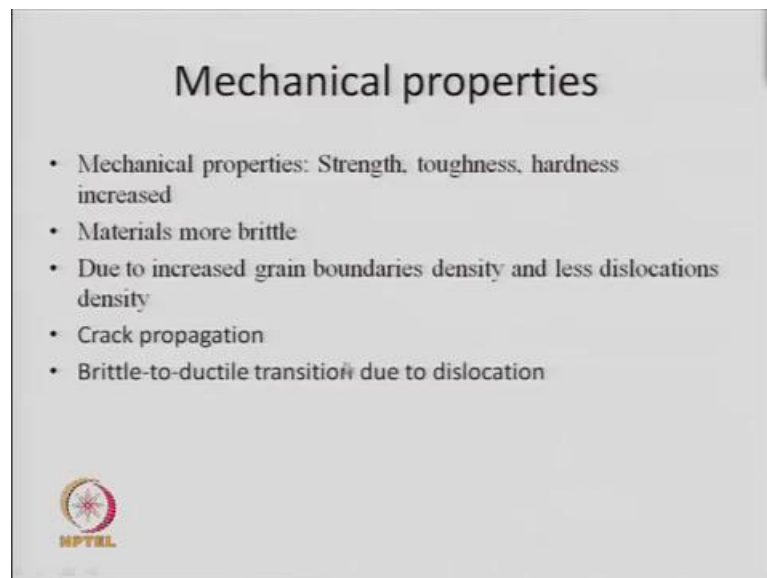 Mechanical properties
• Mechanical properties: Strength, toughness, hardness
increased
• Materials more brittle
• Due to increased grain boundaries density and less dislocations
density
• Crack propagation
• Brittle-to-ductile transition due to dislocation
NPTEL